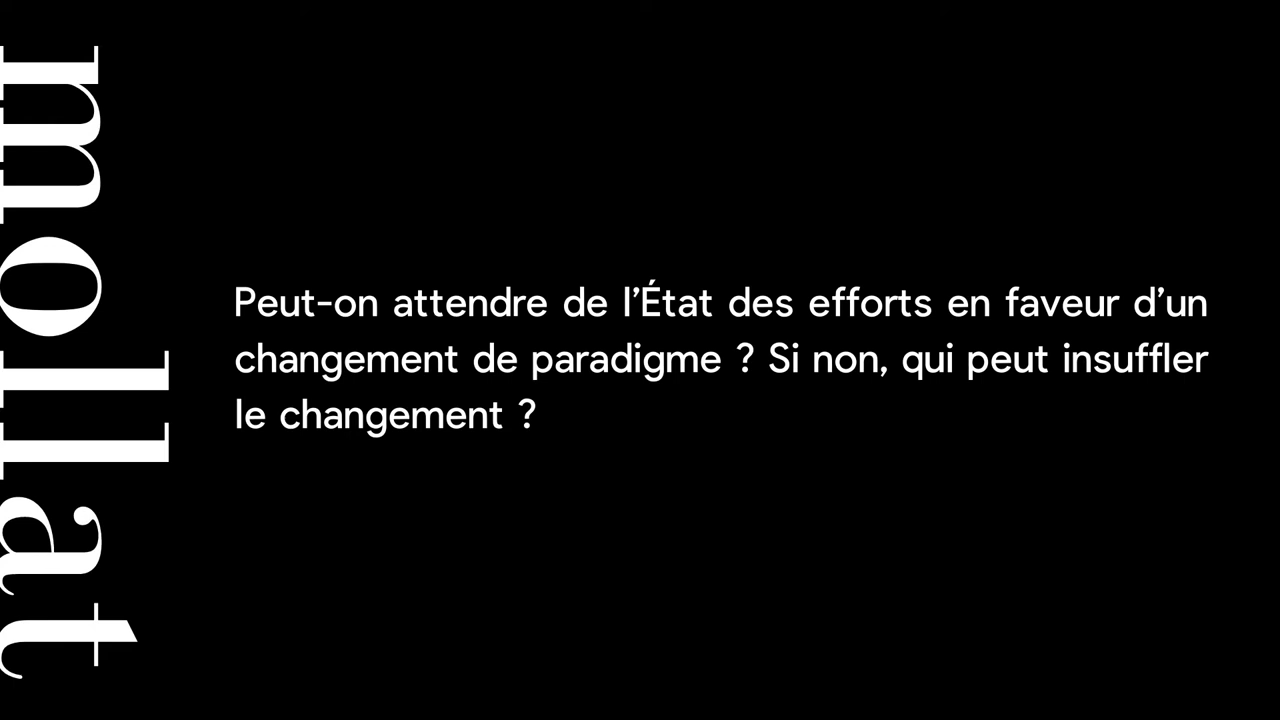 mollat
Peut-on attendre de l’État des efforts en faveur d’un
changement de paradigme ? Si non, qui peut insuffler
le changement ?